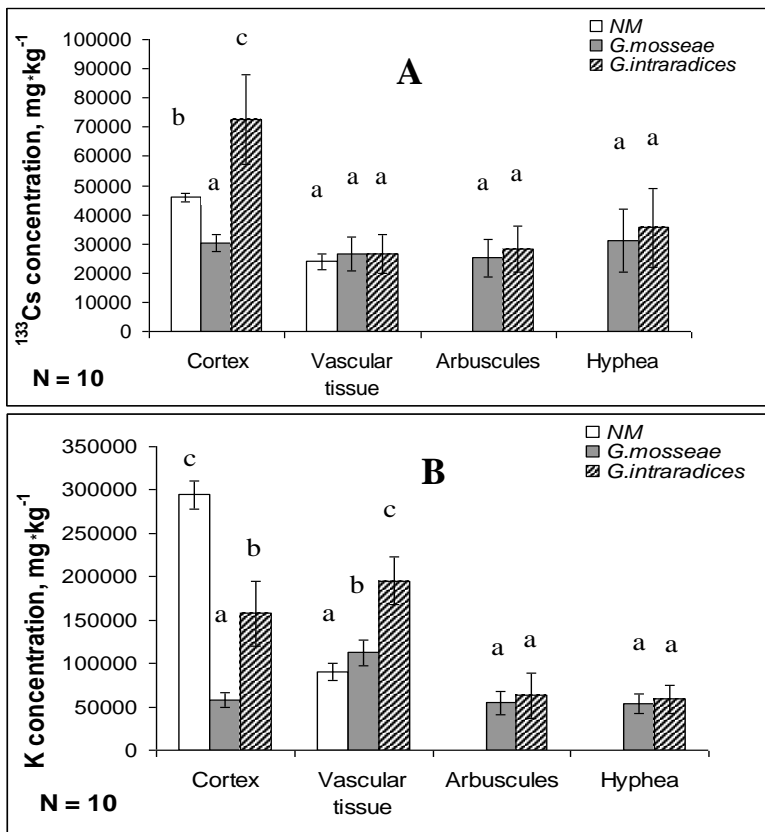 A
NM
G.mosseae
G.intraradices
133Cs concentration, mg*kg-1
100000
90000
80000
70000
60000
50000
40000
30000
20000
10000
0
b a c
a a a
a a
a a
Cortex Vascular tissue Arbuscules Hyphea
N = 10
B
NM
G.mosseae
G.intraradices
K concentration, mg*kg-1
350000
300000
250000
200000
150000
100000
50000
0
c a b
a b c
a a
a a
Cortex Vascular tissue Arbuscules Hyphea
N = 10